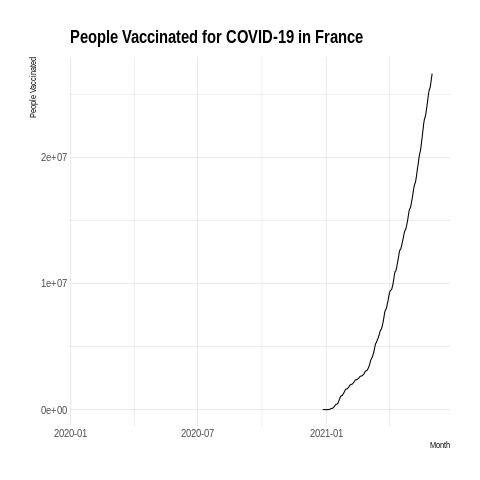 People Vaccinated for COVID-19 in France
People Vaccinated
2e+07
1e+07
0e+00
2020-01 2020-07 2021-01
Month